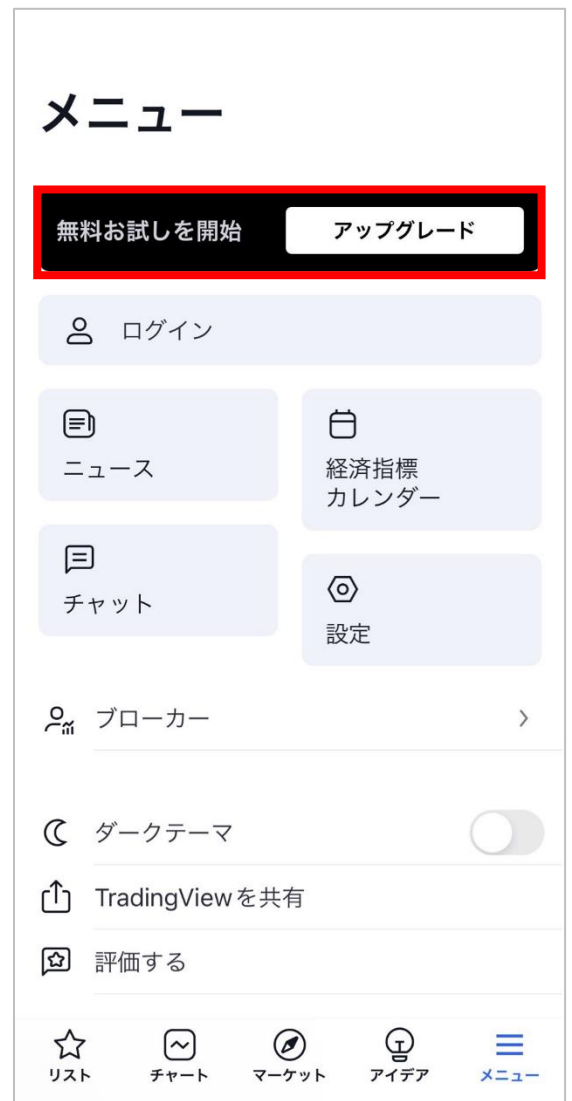 メニュー
無料お試しを開始 アップグレード
ログイン
ニュース
経済指標
カレンダー
チャット
設定
ブローカー
ダークテーマ
TradingViewを共有
評価する
リスト チャート マーケット アイデア メニュー